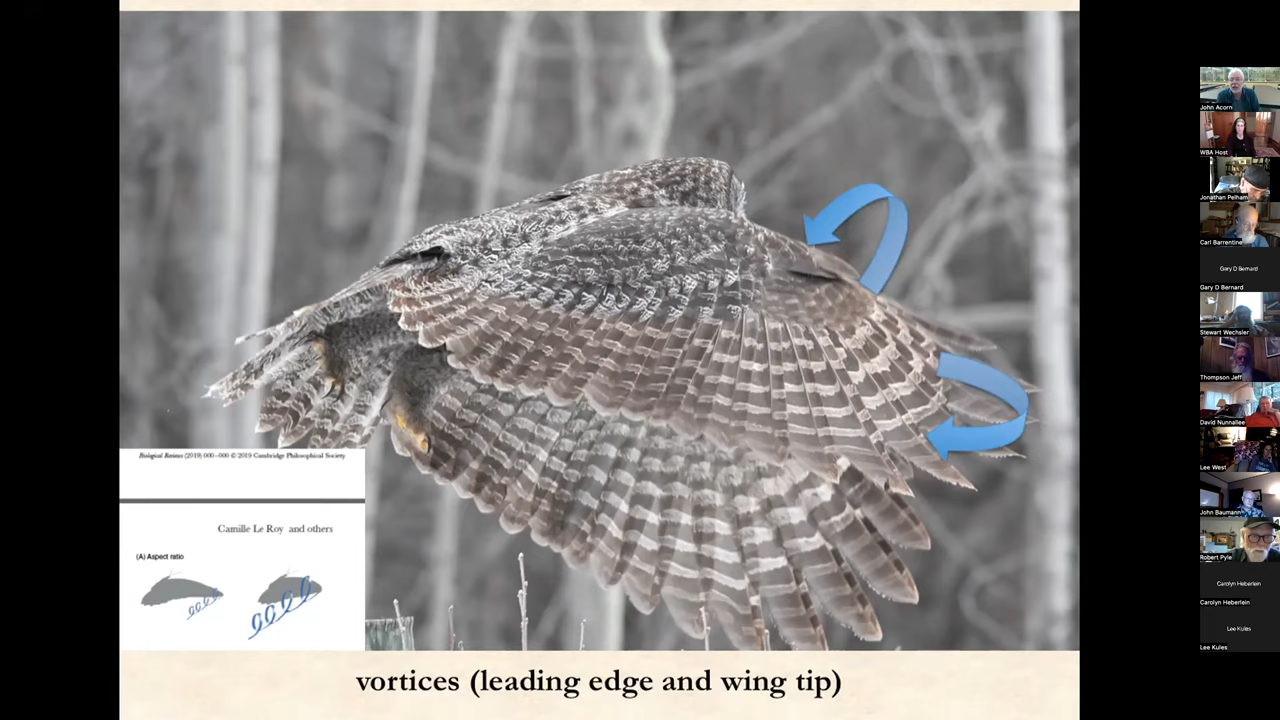 Biological Reviews (2019) 000–000 © 2019 Cambridge Philosophical Society
Camille Le Roy and others
(A) Aspect ratio
vortices (leading edge and wing tip)
John Acorn
WBA Host
Jonathan Pelham
Carl Barrentine
Gary D Bernard
Gary D Bernard
Stewart Wechsler
Thompson Jeff
David Nunnallee
Lee West
John Baumann
Robert Pyle
Carolyn Heberlein
Carolyn Heberlein
Lee Kules
Lee Kules